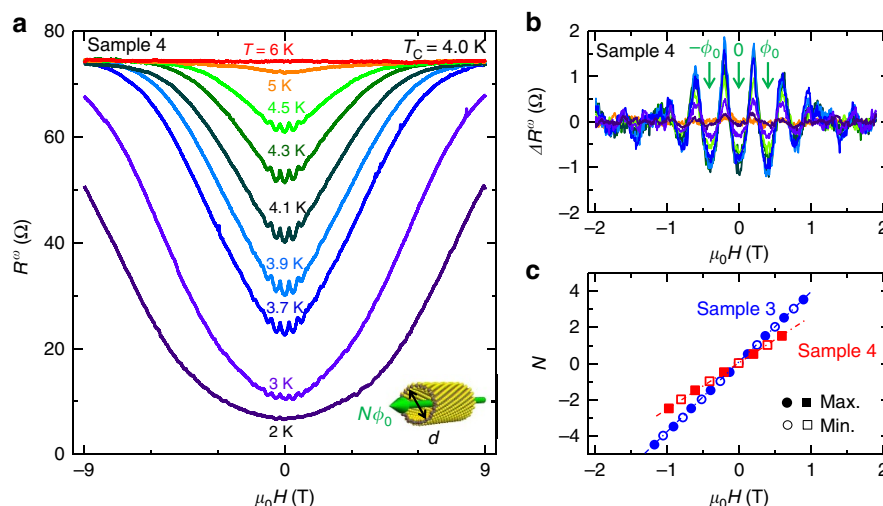 a
Sample 4
T = 6 K
T_C = 4.0 K
5 K
4.5 K
4.3 K
4.1 K
3.9 K
3.7 K
3 K
2 K
Nϕ₀
d
80
60
40
20
0
R^ω (Ω)
−9
0
9
μ₀H (T)
b
Sample 4
−ϕ₀
0
ϕ₀
2
1
0
−1
−2
ΔR^ω (Ω)
−2
−1
0
1
2
μ₀H (T)
c
Sample 3
Sample 4
Max.
Min.
4
2
0
−2
−4
N
−2
−1
0
1
2
μ₀H (T)